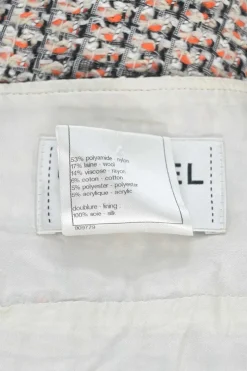 EL
53% polyamide - nylon
17% laine - wool
14% viscose - rayon
6% coton - cotton
5% polyester - polyester
5% acrylique - acrylic
doublure - lining
100% soie - silk